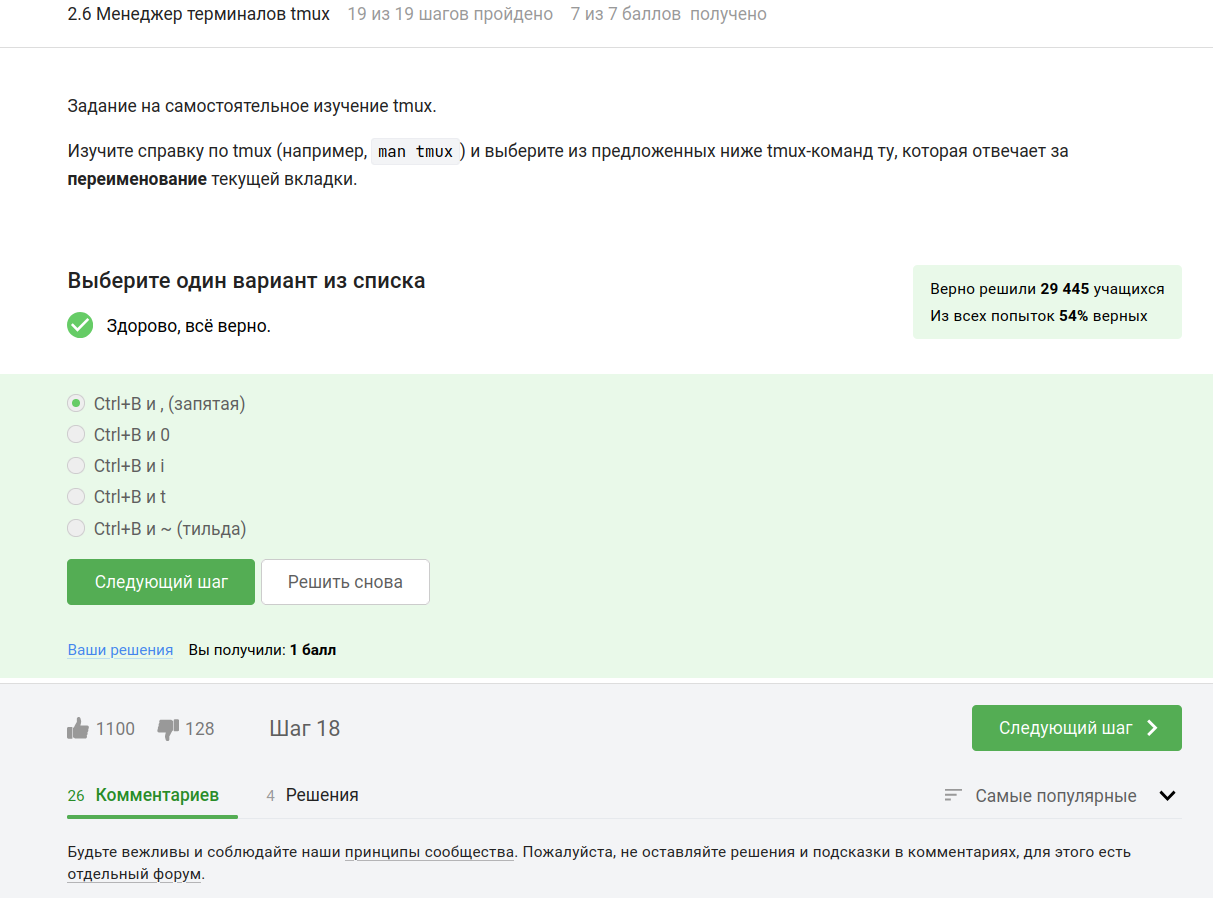 2.6 Менеджер терминалов tmux 19 из 19 шагов пройдено 7 из 7 баллов получено
Задание на самостоятельное изучение tmux.
Изучите справку по tmux (например, man tmux ) и выберите из предложенных ниже tmux-команд ту, которая отвечает за
переименование текущей вкладки.
Выберите один вариант из списка
Здорово, всё верно.
Верно решили 29 445 учащихся
Из всех попыток 54% верных
Ctrl+B и , (запятая)
Ctrl+B и 0
Ctrl+B и i
Ctrl+B и t
Ctrl+B и ~ (тильда)
Следующий шаг Решить снова
Ваши решения Вы получили: 1 балл
1100 128 Шаг 18 Следующий шаг
26 Комментариев 4 Решения Самые популярные
Будьте вежливы и соблюдайте наши принципы сообщества. Пожалуйста, не оставляйте решения и подсказки в комментариях, для этого есть
отдельный форум.